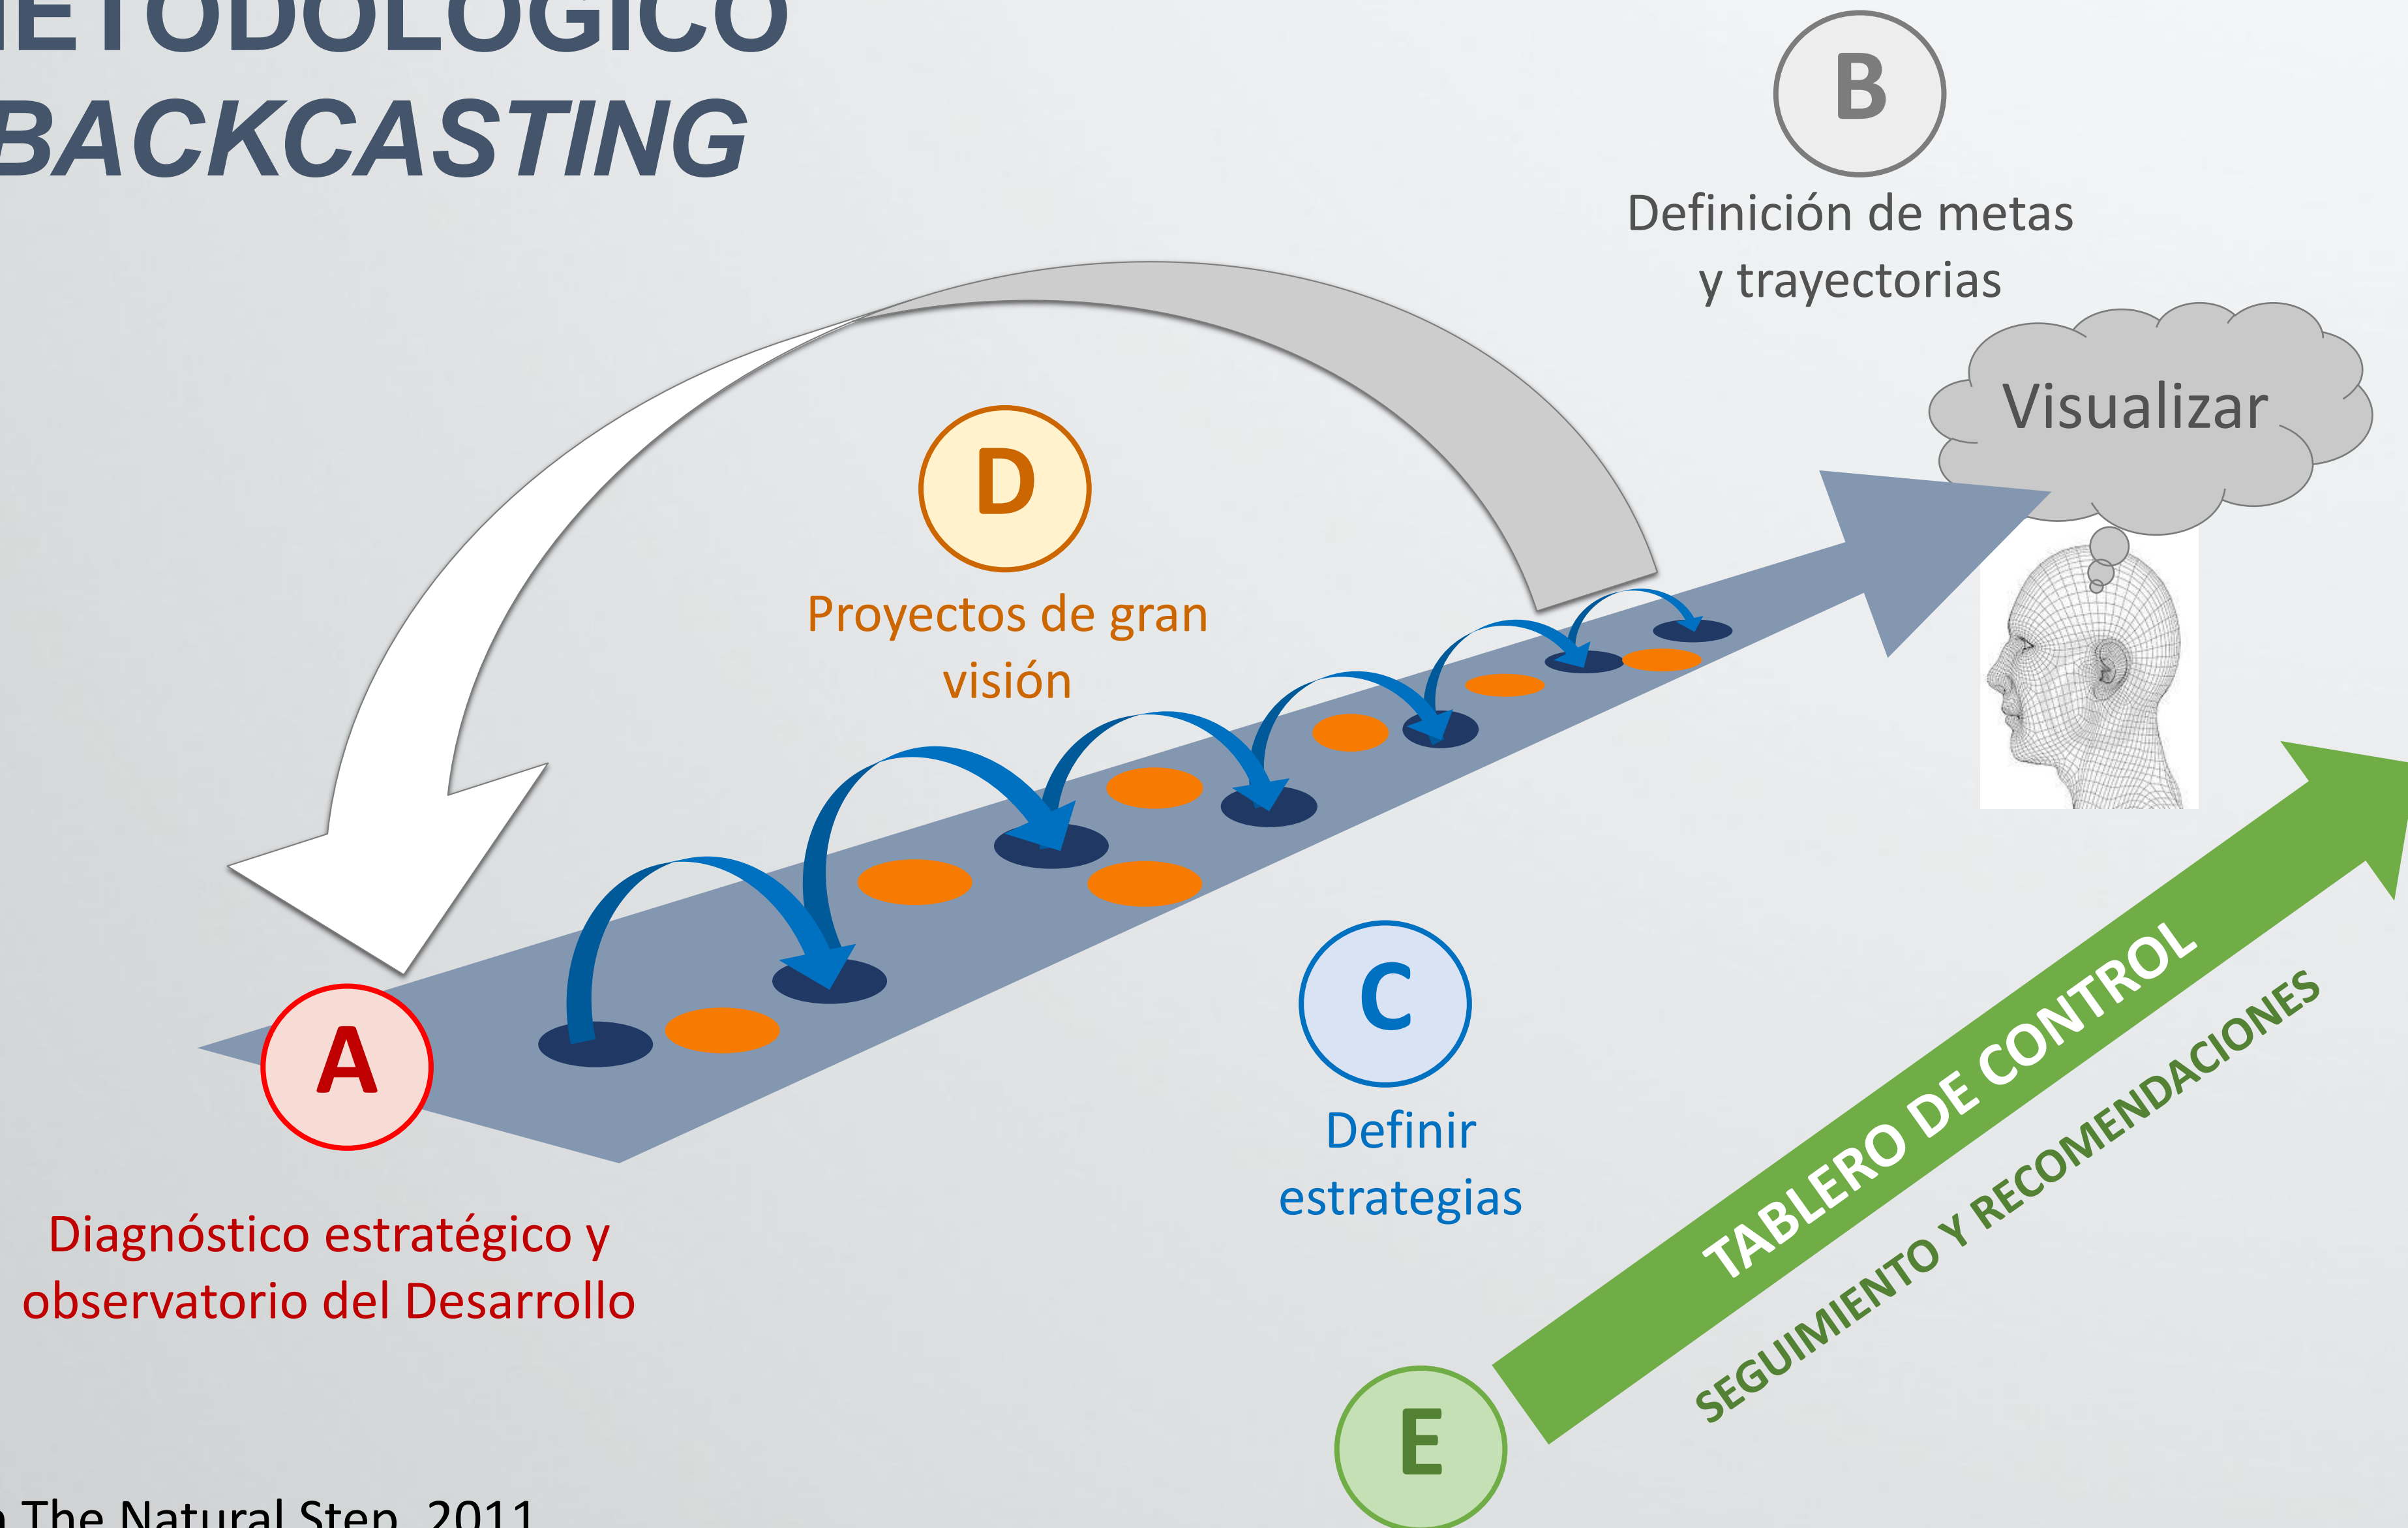 METODOLÓGICO
BACKCASTING
B
Definición de metas
y trayectorias
Visualizar
D
Proyectos de gran
visión
A
Diagnóstico estratégico y
observatorio del Desarrollo
C
Definir
estrategias
TABLERO DE CONTROL
SEGUIMIENTO Y RECOMENDACIONES
E
The Natural Step, 2011